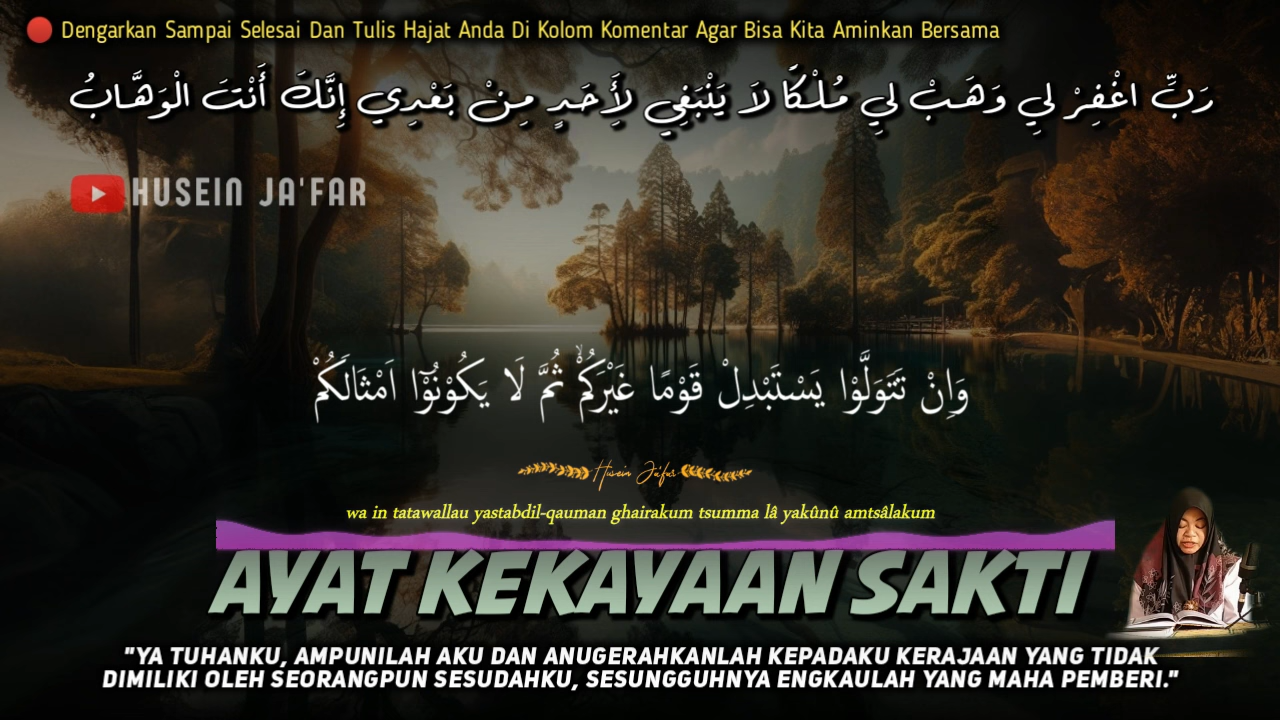 Dengarkan Sampai Selesai Dan Tulis Hajat Anda Di Kolom Komentar Agar Bisa Kita Aminkan Bersama
رَبِّ اغْفِرْ لِي وَهَبْ لِي مُلْكًا لاَ يَنْبَغِي لِأَحَدٍ مِنْ بَعْدِي إِنَّكَ أَنْتَ الْوَهَّابُ
HUSEIN JA'FAR
وَاِنْ تَتَوَلَّوْا يَسْتَبْدِلْ قَوْمًا غَيْرَكُمْۙ ثُمَّ لَا يَكُوْنُوْٓا اَمْثَالَكُمْ
Husein Ja'far
wa in tatawallau yastabdil-qauman ghairakum tsumma lâ yakûnû amtsâlakum
AYAT KEKAYAAN SAKTI
"YA TUHANKU, AMPUNILAH AKU DAN ANUGERAHKANLAH KEPADAKU KERAJAAN YANG TIDAK
DIMILIKI OLEH SEORANGPUN SESUDAHKU, SESUNGGUHNYA ENGKAULAH YANG MAHA PEMBERI."